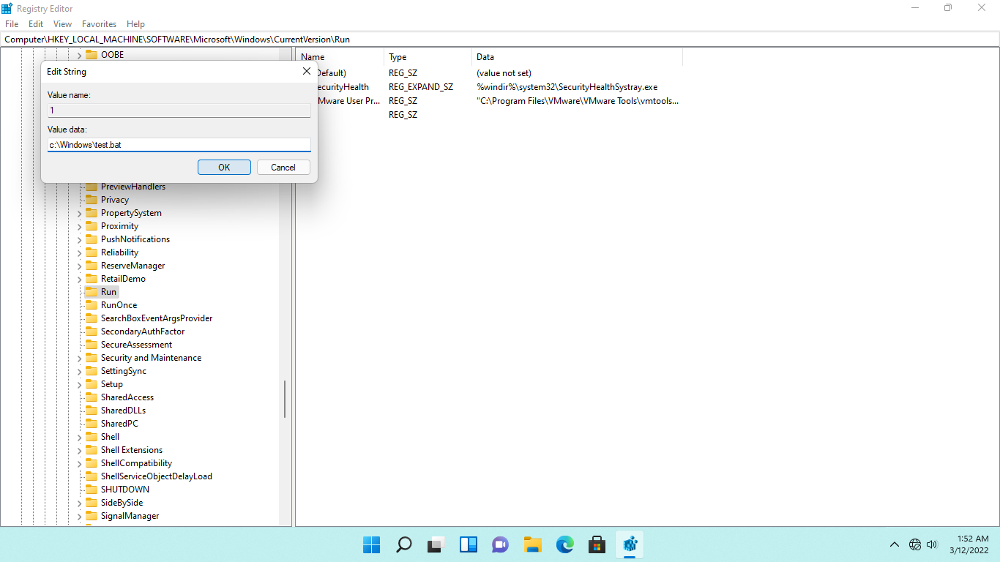 Registry Editor
File Edit View Favorites Help
Computer\HKEY_LOCAL_MACHINE\SOFTWARE\Microsoft\Windows\CurrentVersion\Run
OOBE
Edit String
Value name:
1
Value data:
c:\Windows\test.bat
OK Cancel
PreviewHandlers
Privacy
PropertySystem
Proximity
PushNotifications
Reliability
ReserveManager
RetailDemo
Run
RunOnce
SearchBoxEventArgsProvider
SecondaryAuthFactor
SecureAssessment
Security and Maintenance
SettingSync
Setup
SharedAccess
SharedDLLs
SharedPC
Shell
Shell Extensions
ShellCompatibility
ShellServiceObjectDelayLoad
SHUTDOWN
SideBySide
SignalManager
Name Type Data
Default) REG_SZ (value not set)
ecurityHealth REG_EXPAND_SZ %windir%\system32\SecurityHealthSystray.exe
Mware User Pr... REG_SZ "C:\Program Files\VMware\VMware Tools\vmtools...
REG_SZ
1:52 AM
3/12/2022